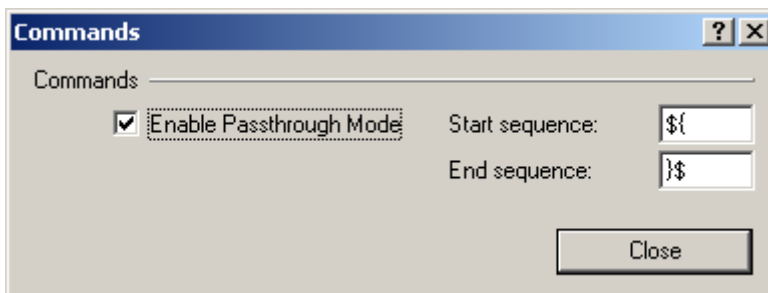 Commands
Commands
Enable Passthrough Mode
Start sequence: ${
End sequence: }$
Close